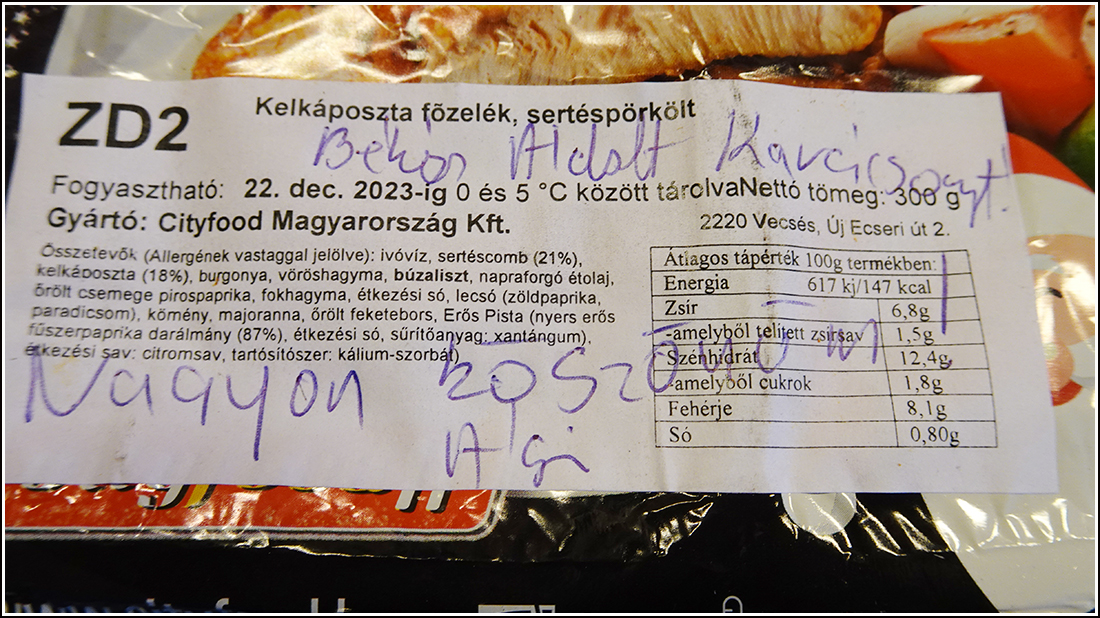 ZD2
Kelkáposzta fõzelék, sertéspörkölt
Békés Áldott Karácsonyt!
Fogyasztható: 22. dec. 2023-ig 0 és 5 °C között tárolvaNettó tömeg: 300 g
Gyártó: Cityfood Magyarország Kft.
2220 Vecsés, Új Ecseri út 2.
Összetevők (Allergének vastaggal jelölve): ivóvíz, sertéscomb (21%),
kelkáposzta (18%), burgonya, vöröshagyma, búzaliszt, napraforgó étolaj,
őrölt csemege pirospaprika, fokhagyma, étkezési só, lecsó (zöldpaprika,
paradicsom), kömény, majoranna, őrölt feketebors, Erős Pista (nyers erős
fűszerpaprika darálmány (87%), étkezési só, sűrítőanyag: xantángum),
étkezési sav: citromsav, tartósítószer: kálium-szorbát)
Átlagos tápérték 100g termékben:
Energia 617 kj/147 kcal
Zsír 6,8g
-amelyből telített zsírsav 1,5g
Szénhidrát 12,4g
-amelyből cukrok 1,8g
Fehérje 8,1g
Só 0,80g
Nagyon köszönöm
Ági